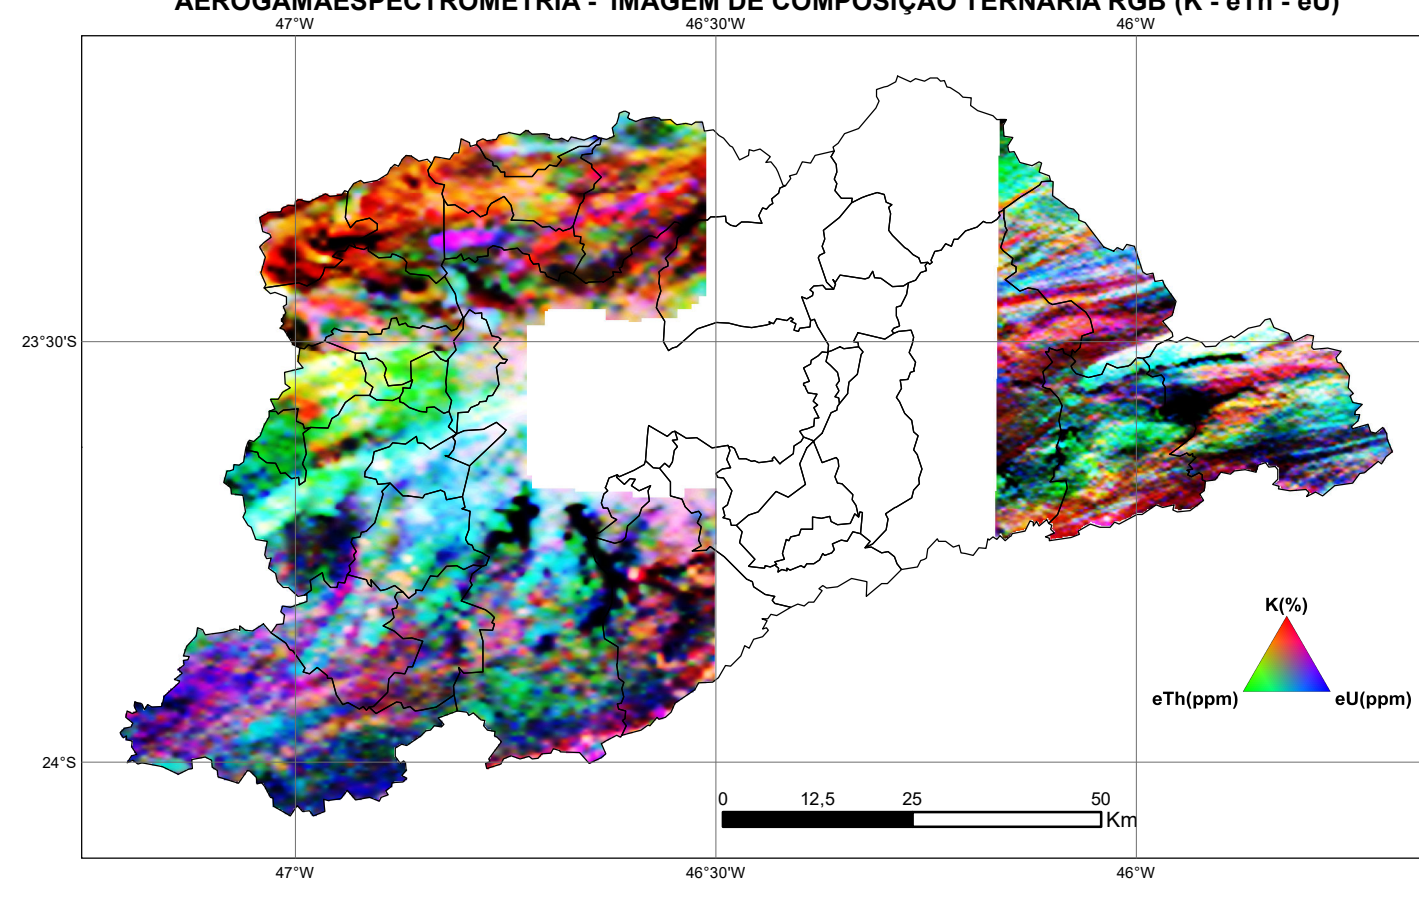 AEROGAMAESPECTROMETRIA - IMAGEM DE COMPOSIÇÃO TERNÁRIA RGB (K - eTh - eU)
47°W 46°30'W 46°W
23°30'S
24°S
K(%)
eTh(ppm) eU(ppm)
0 12,5 25 50
Km
47°W 46°30'W 46°W